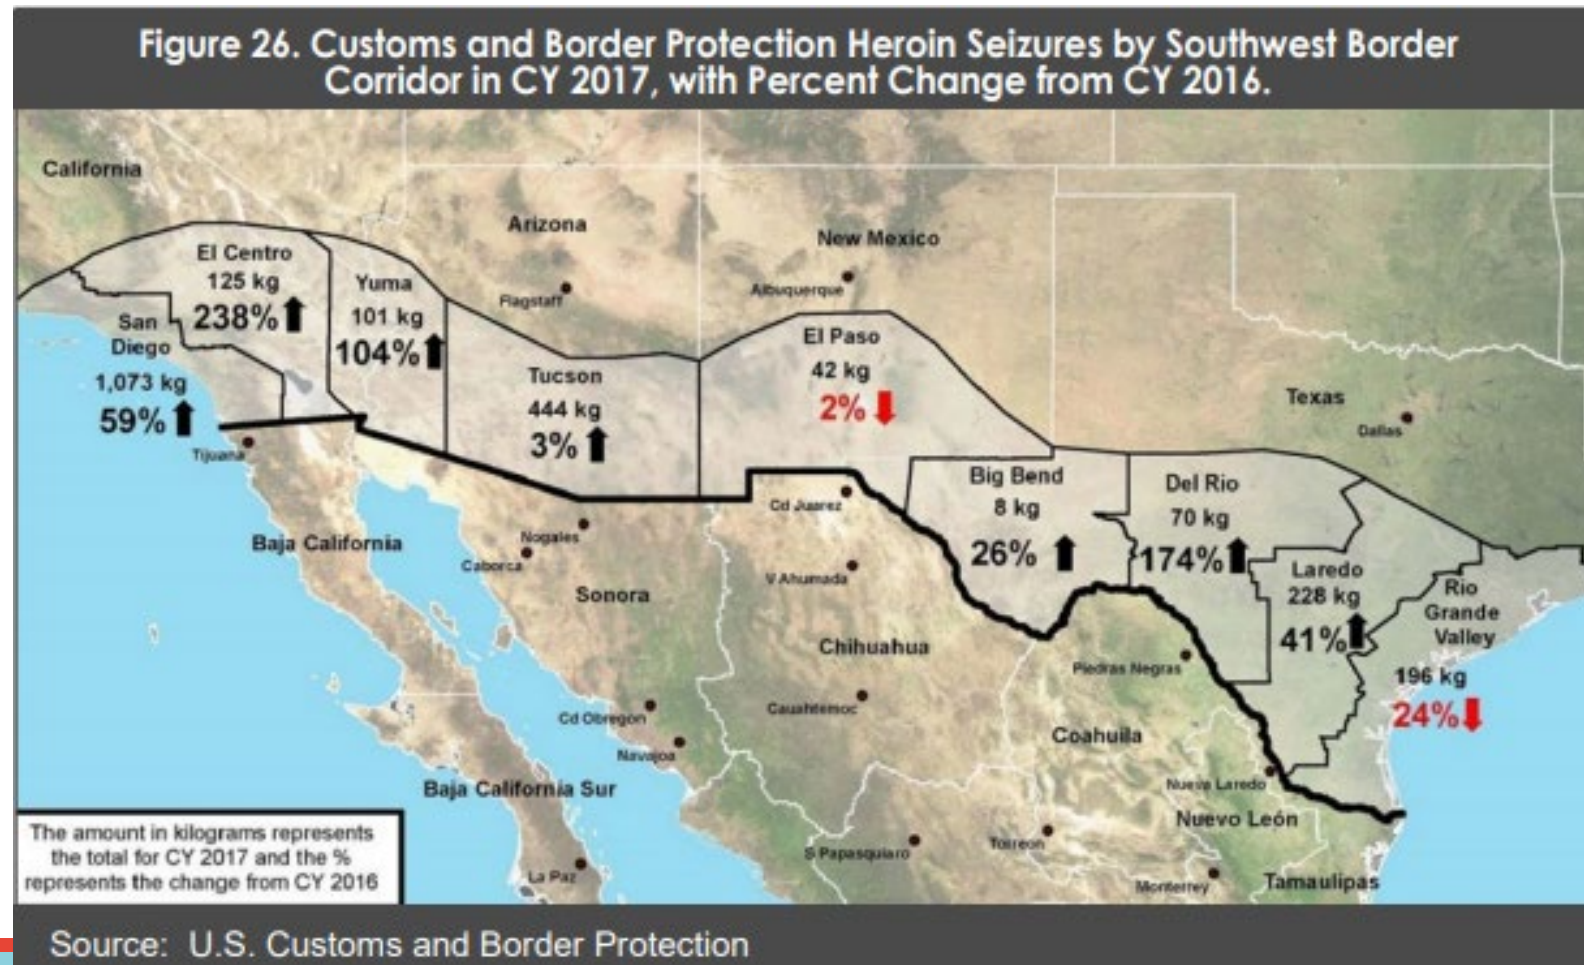 Figure 26. Customs and Border Protection Heroin Seizures by Southwest Border
Corridor in CY 2017, with Percent Change from CY 2016.
California
Arizona
New Mexico
Flagstaff
Albuquerque
El Centro
125 kg
238%
Yuma
101 kg
104%
San
Diego
1,073 kg
59%
Tucson
444 kg
3%
El Paso
42 kg
2%
Texas
Dallas
Big Bend
8 kg
26%
Del Rio
70 kg
174%
Laredo
228 kg
41%
Rio
Grande
Valley
196 kg
24%
Tijuana
Baja California
Nogales
Caborca
Sonora
Cd Juarez
V Ahumada
Chihuahua
Cauahtemoc
Piedras Negras
Coahuila
Cd Obregon
Navajoa
Baja California Sur
Nueva Laredo
Nuevo León
S Papasquiaro
Torreon
La Paz
Monterrey
Tamaulipas
The amount in kilograms represents
the total for CY 2017 and the %
represents the change from CY 2016
Source: U.S. Customs and Border Protection